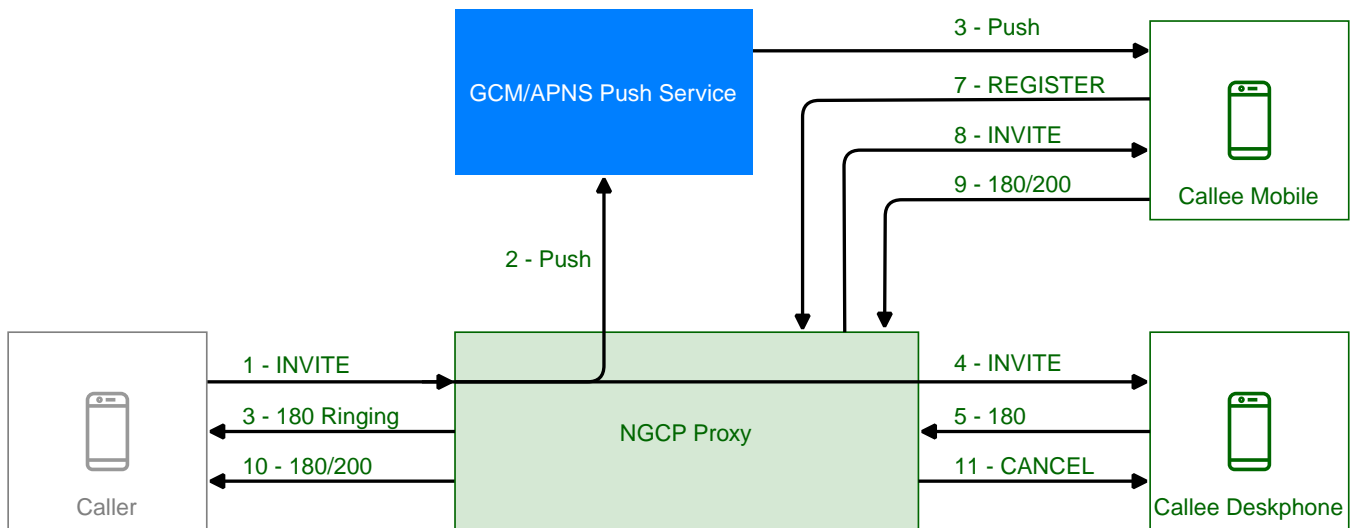 3 - Push
GCM/APNS Push Service
7 - REGISTER
8 - INVITE
9 - 180/200
Callee Mobile
2 - Push
1 - INVITE
4 - INVITE
3 - 180 Ringing
NGCP Proxy
5 - 180
10 - 180/200
11 - CANCEL
Caller
Callee Deskphone